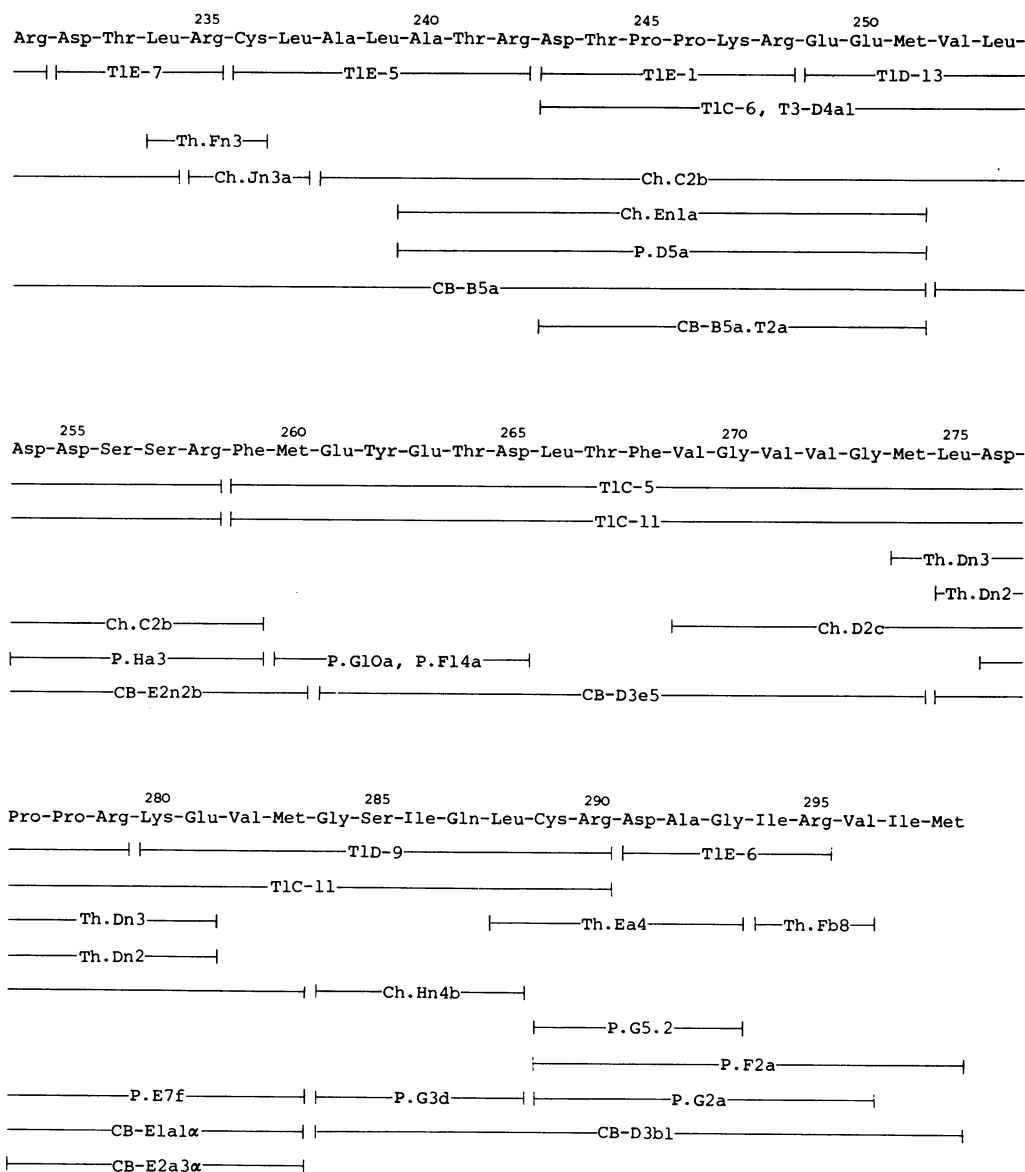 235 240 245 250
Arg-Asp-Thr-Leu-Arg-Cys-Leu-Ala-Leu-Ala-Thr-Arg-Asp-Thr-Pro-Pro-Lys-Arg-Glu-Glu-Met-Val-Leu-
T1E-7 T1E-5 T1E-1 T1D-13
T1C-6, T3-D4a1
Th.Fn3
Ch.Jn3a Ch.C2b
Ch.En1a
P.D5a
CB-B5a
CB-B5a.T2a
255 260 265 270 275
Asp-Asp-Ser-Ser-Arg-Phe-Met-Glu-Tyr-Glu-Thr-Asp-Leu-Thr-Phe-Val-Gly-Val-Val-Gly-Met-Leu-Asp-
T1C-5
T1C-11
Th.Dn3
Th.Dn2
Ch.C2b Ch.D2c
P.Ha3 P.G10a, P.F14a
CB-E2n2b CB-D3e5
280 285 290 295
Pro-Pro-Arg-Lys-Glu-Val-Met-Gly-Ser-Ile-Gln-Leu-Cys-Arg-Asp-Ala-Gly-Ile-Arg-Val-Ile-Met
T1D-9 T1E-6
T1C-11
Th.Dn3 Th.Ea4 Th.Fb8
Th.Dn2
Ch.Hn4b
P.G5.2
P.F2a
P.E7f P.G3d P.G2a
CB-E1a1α CB-D3b1
CB-E2a3α